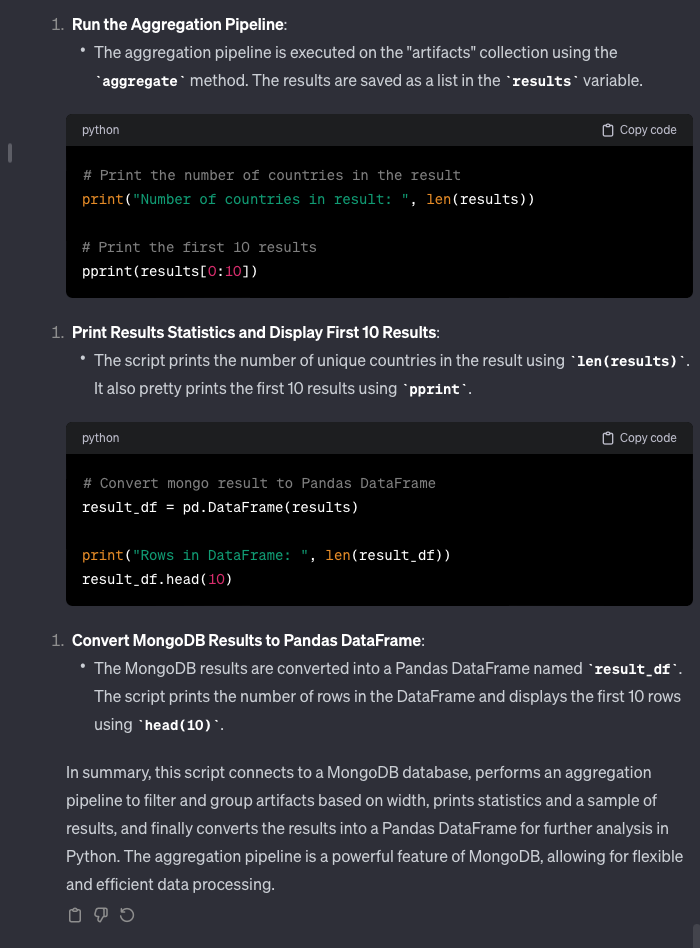 1. Run the Aggregation Pipeline:
• The aggregation pipeline is executed on the "artifacts" collection using the
`aggregate` method. The results are saved as a list in the `results` variable.
python Copy code
# Print the number of countries in the result
print("Number of countries in result: ", len(results))
# Print the first 10 results
pprint(results[0:10])
1. Print Results Statistics and Display First 10 Results:
• The script prints the number of unique countries in the result using `len(results)`.
It also pretty prints the first 10 results using `pprint`.
python Copy code
# Convert mongo result to Pandas DataFrame
result_df = pd.DataFrame(results)
print("Rows in DataFrame: ", len(result_df))
result_df.head(10)
1. Convert MongoDB Results to Pandas DataFrame:
• The MongoDB results are converted into a Pandas DataFrame named `result_df`.
The script prints the number of rows in the DataFrame and displays the first 10 rows
using `head(10)`.
In summary, this script connects to a MongoDB database, performs an aggregation
pipeline to filter and group artifacts based on width, prints statistics and a sample of
results, and finally converts the results into a Pandas DataFrame for further analysis in
Python. The aggregation pipeline is a powerful feature of MongoDB, allowing for flexible
and efficient data processing.